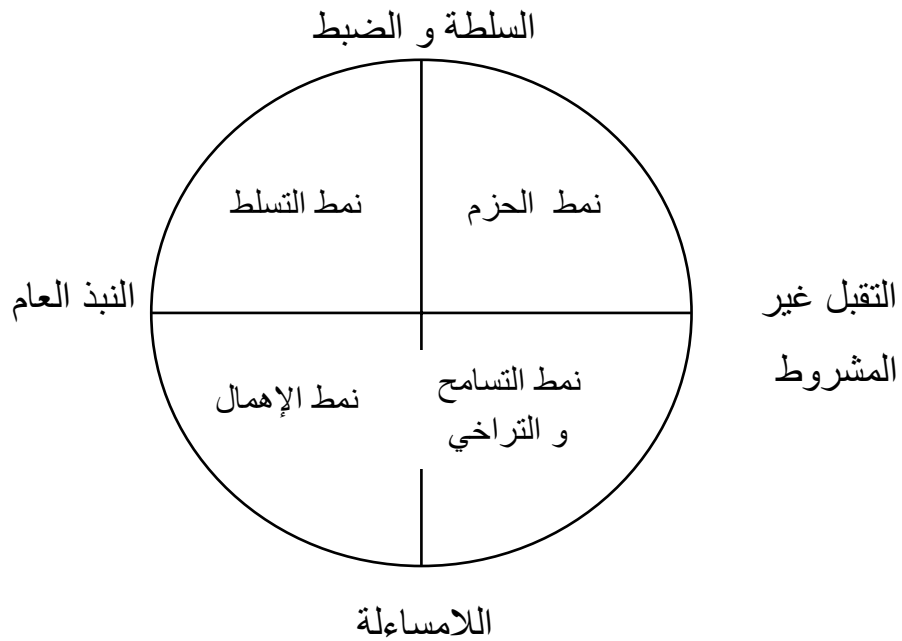 السلطة و الضبط
نمط الحزم
نمط التسلط
التقبل غير
المشروط
النبذ العام
نمط التسامح
و التراخي
نمط الإهمال
اللامساءلة